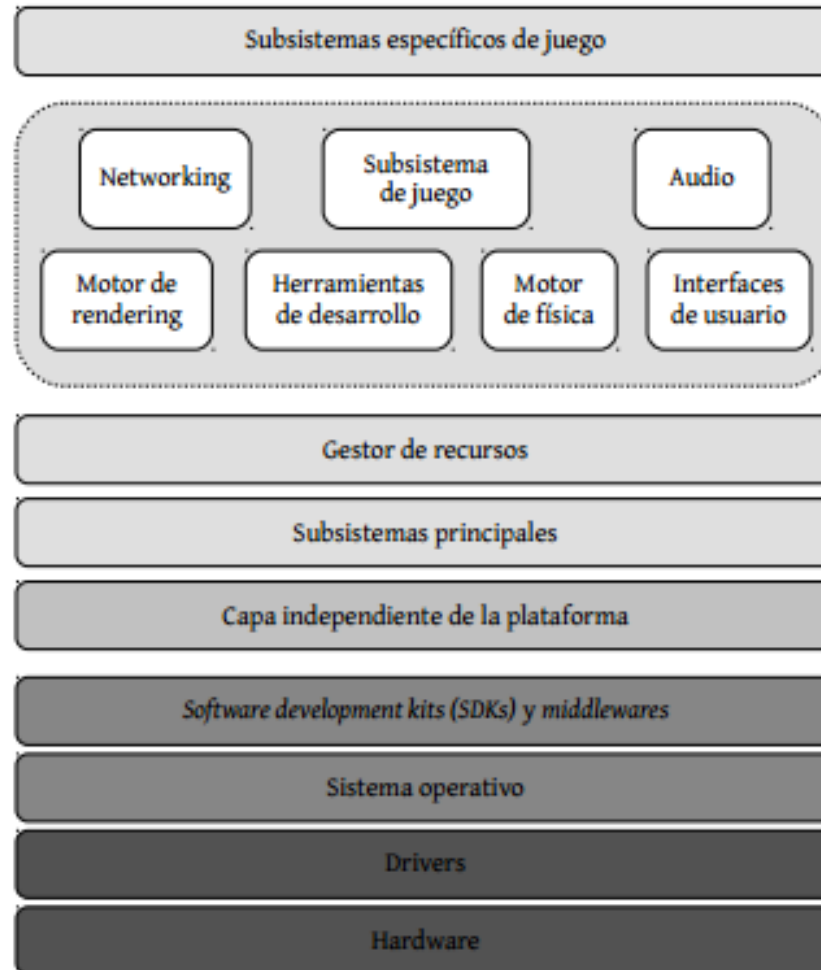 Subsistemas específicos de juego
Networking
Subsistema
de juego
Audio
Motor de
rendering
Herramientas
de desarrollo
Motor
de física
Interfaces
de usuario
Gestor de recursos
Subsistemas principales
Capa independiente de la plataforma
Software development kits (SDKs) y middlewares
Sistema operativo
Drivers
Hardware